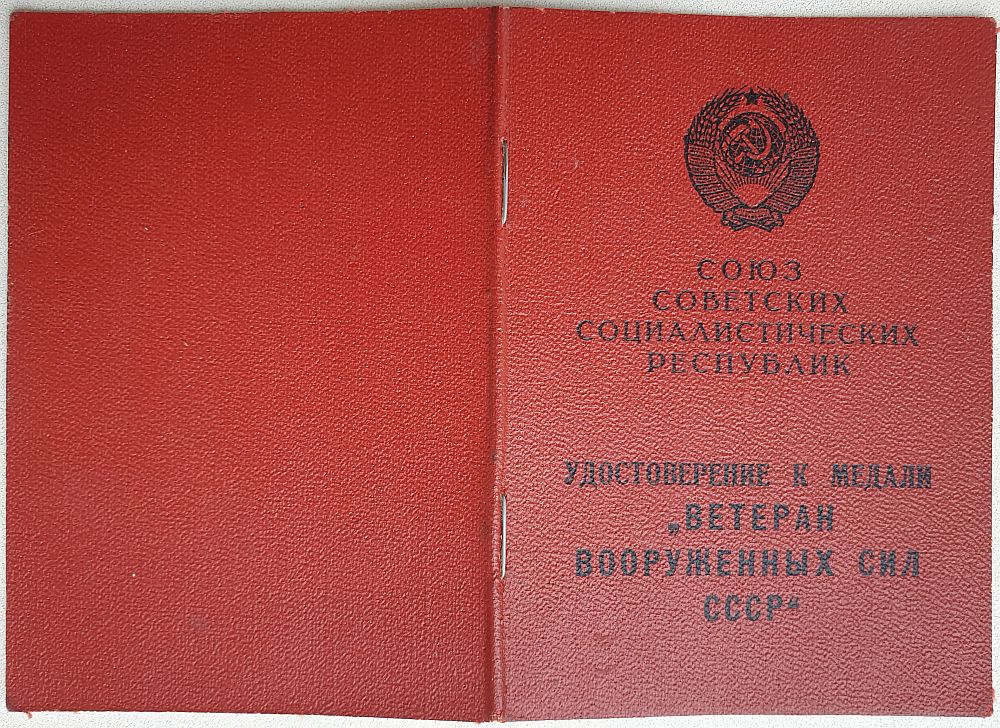 СОЮЗ
СОВЕТСКИХ
СОЦИАЛИСТИЧЕСКИХ
РЕСПУБЛИК
УДОСТОВЕРЕНИЕ К МЕДАЛИ
„ВЕТЕРАН
ВООРУЖЕННЫХ СИЛ
СССР“